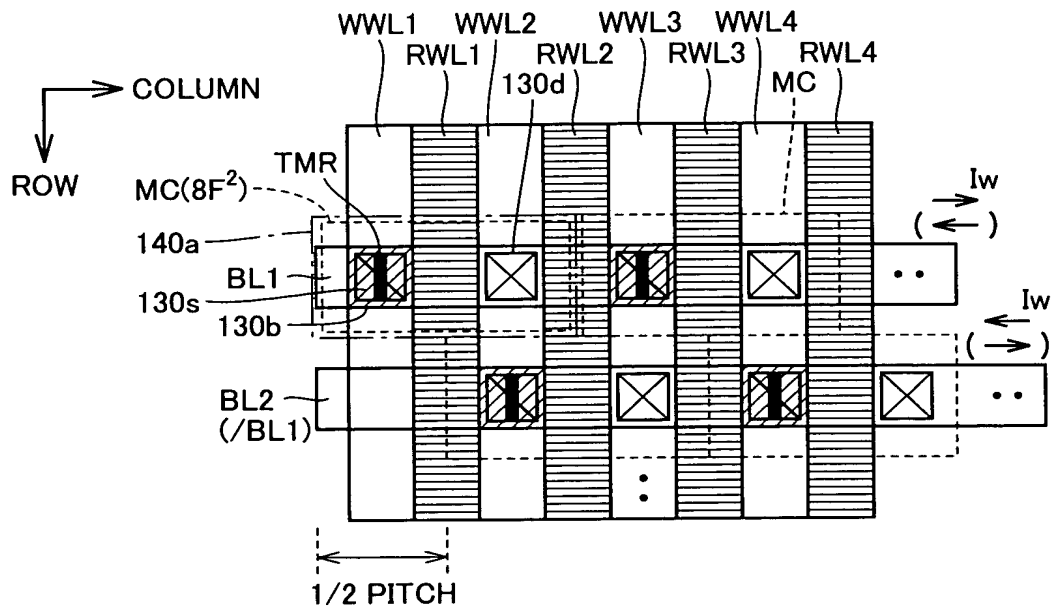 WWL1 WWL2 WWL3 WWL4
RWL1 RWL2 RWL3 RWL4
130d MC
COLUMN
ROW
TMR
MC(8F²)
Iw
140a
BL1
130s
130b
Iw
BL2
(/BL1)
1/2 PITCH